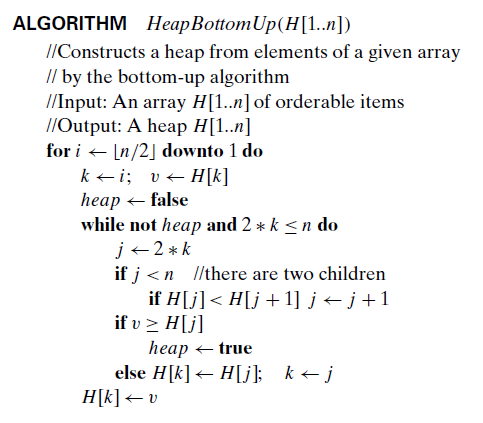 ALGORITHM HeapBottomUp(H[1..n])
//Constructs a heap from elements of a given array
// by the bottom-up algorithm
//Input: An array H[1..n] of orderable items
//Output: A heap H[1..n]
for i ← ⌊n/2⌋ downto 1 do
k ← i; v ← H[k]
heap ← false
while not heap and 2 ∗ k ≤ n do
j ← 2 ∗ k
if j < n //there are two children
if H[j] < H[j + 1] j ← j + 1
if v ≥ H[j]
heap ← true
else H[k] ← H[j]; k ← j
H[k] ← v